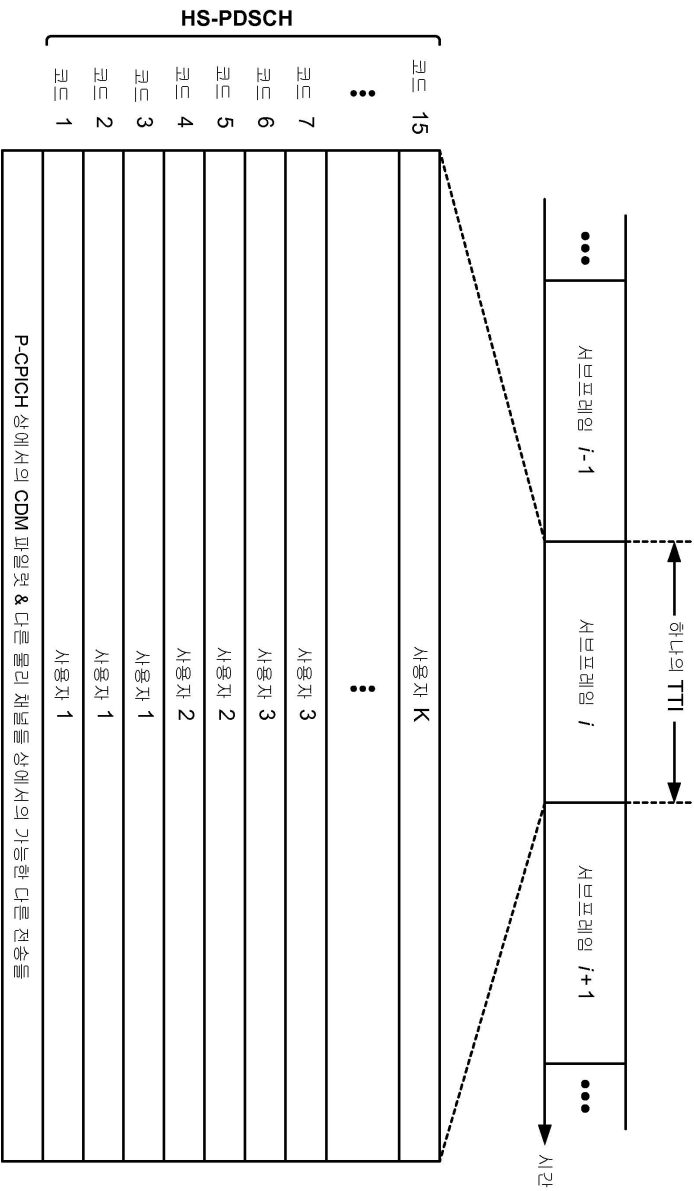 하나의 TTI
••• 서브프레임 i-1 서브프레임 i 서브프레임 i+1 •••
시간
HS-PDSCH
코드 15 사용자 K
••• •••
코드 7 사용자 3
코드 6 사용자 3
코드 5 사용자 2
코드 4 사용자 2
코드 3 사용자 1
코드 2 사용자 1
코드 1 사용자 1
P-CPICH 상에서의 CDM 파일럿 & 다른 물리 채널들 상에서의 가능한 다른 전송들